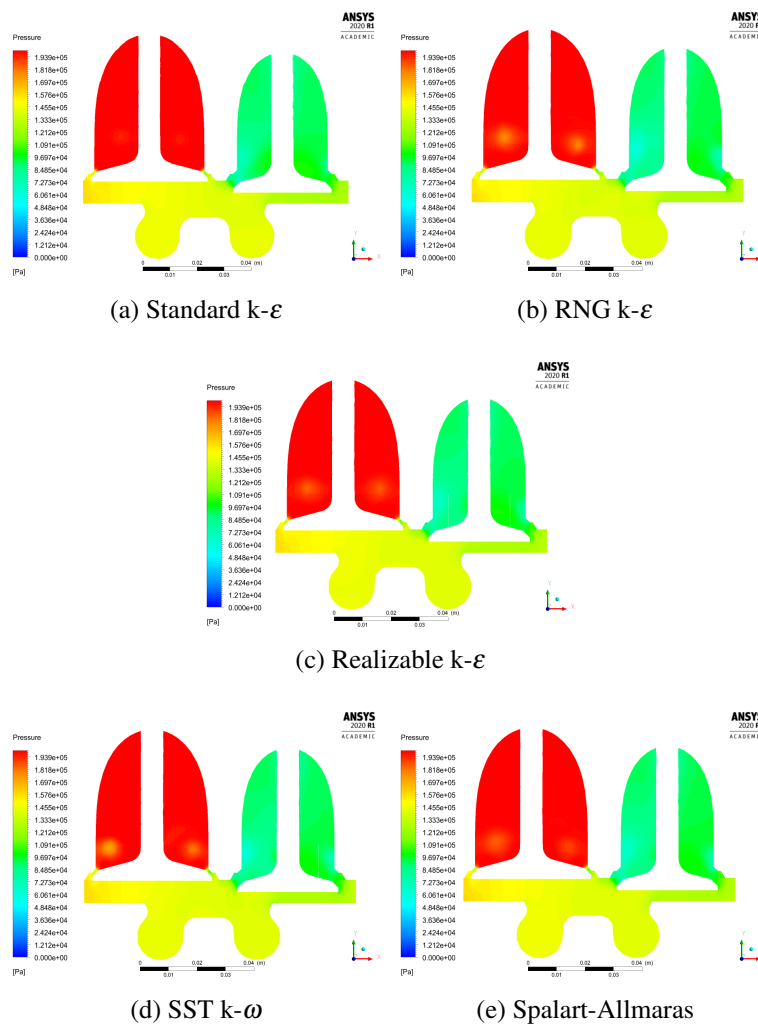 ANSYS
2020 R1
ACADEMIC
Pressure
1.939e+05
1.818e+05
1.697e+05
1.576e+05
1.455e+05
1.333e+05
1.212e+05
1.091e+05
9.697e+04
8.485e+04
7.273e+04
6.061e+04
4.848e+04
3.636e+04
2.424e+04
1.212e+04
0.000e+00
[Pa]
0 0.02 0.04 (m)
0.01 0.03
Y
X
(a) Standard k-ε
ANSYS
2020 R
ACADEMIC
Pressure
1.939e+05
1.818e+05
1.697e+05
1.576e+05
1.455e+05
1.333e+05
1.212e+05
1.091e+05
9.697e+04
8.485e+04
7.273e+04
6.061e+04
4.848e+04
3.636e+04
2.424e+04
1.212e+04
0.000e+00
[Pa]
0 0.02 0.04 (m)
0.01 0.03
Y
(b) RNG k-ε
ANSYS
2020 R1
ACADEMIC
Pressure
1.939e+05
1.818e+05
1.697e+05
1.576e+05
1.455e+05
1.333e+05
1.212e+05
1.091e+05
9.697e+04
8.485e+04
7.273e+04
6.061e+04
4.848e+04
3.636e+04
2.424e+04
1.212e+04
0.000e+00
[Pa]
0 0.02 0.04 (m)
0.01 0.03
Y
X
(c) Realizable k-ε
ANSYS
2020 R1
ACADEMIC
Pressure
1.939e+05
1.818e+05
1.697e+05
1.576e+05
1.455e+05
1.333e+05
1.212e+05
1.091e+05
9.697e+04
8.485e+04
7.273e+04
6.061e+04
4.848e+04
3.636e+04
2.424e+04
1.212e+04
0.000e+00
[Pa]
0 0.02 0.04 (m)
0.01 0.03
Y
X
(d) SST k-ω
ANSYS
2020 R
ACADEMIC
Pressure
1.939e+05
1.818e+05
1.697e+05
1.576e+05
1.455e+05
1.333e+05
1.212e+05
1.091e+05
9.697e+04
8.485e+04
7.273e+04
6.061e+04
4.848e+04
3.636e+04
2.424e+04
1.212e+04
0.000e+00
[Pa]
0 0.02 0.04 (m)
0.01 0.03
Y
(e) Spalart-Allmaras